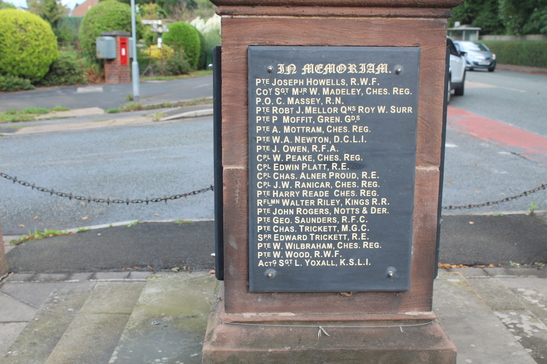 IN MEMORIAM.
PTE JOSEPH HOWELLS, R.W.F.
COY SGT MJR W. MADELEY, CHES. REG.
P.O. C. MASSEY, R.N.
PTE ROBT J. MELLOR QNS ROY W. SURR
PTE P MOFFIT, GREN. GDS
PTE A. MOTTRAM, CHES. REG.
PTE W.A. NEWTON, D.C.L.I.
PTE J. OWEN, R.F.A.
CPL W. PEAKE, CHES. REG.
CPL EDWIN PLATT, R.E.
CPL CHAS. ALNER PROUD, R.E.
CPL J.W. RANICAR, CHES. REG.
PTE HARRY READE CHES. REG.
RFLMN WALTER RILEY, KINGS R.R.
PTE JOHN ROGERS, NOTTS & DER.
PTE GEO. SAUNDERS, R.F.C.
PTE CHAS. TRICKETT, M.G.C.
SPR EDWARD TRICKETT, R.E.
PTE W. WILBRAHAM, CHES. REG.
PTE W. WOOD, R.W.F.
ACTG SGT L. YOXALL, K.S.L.I.